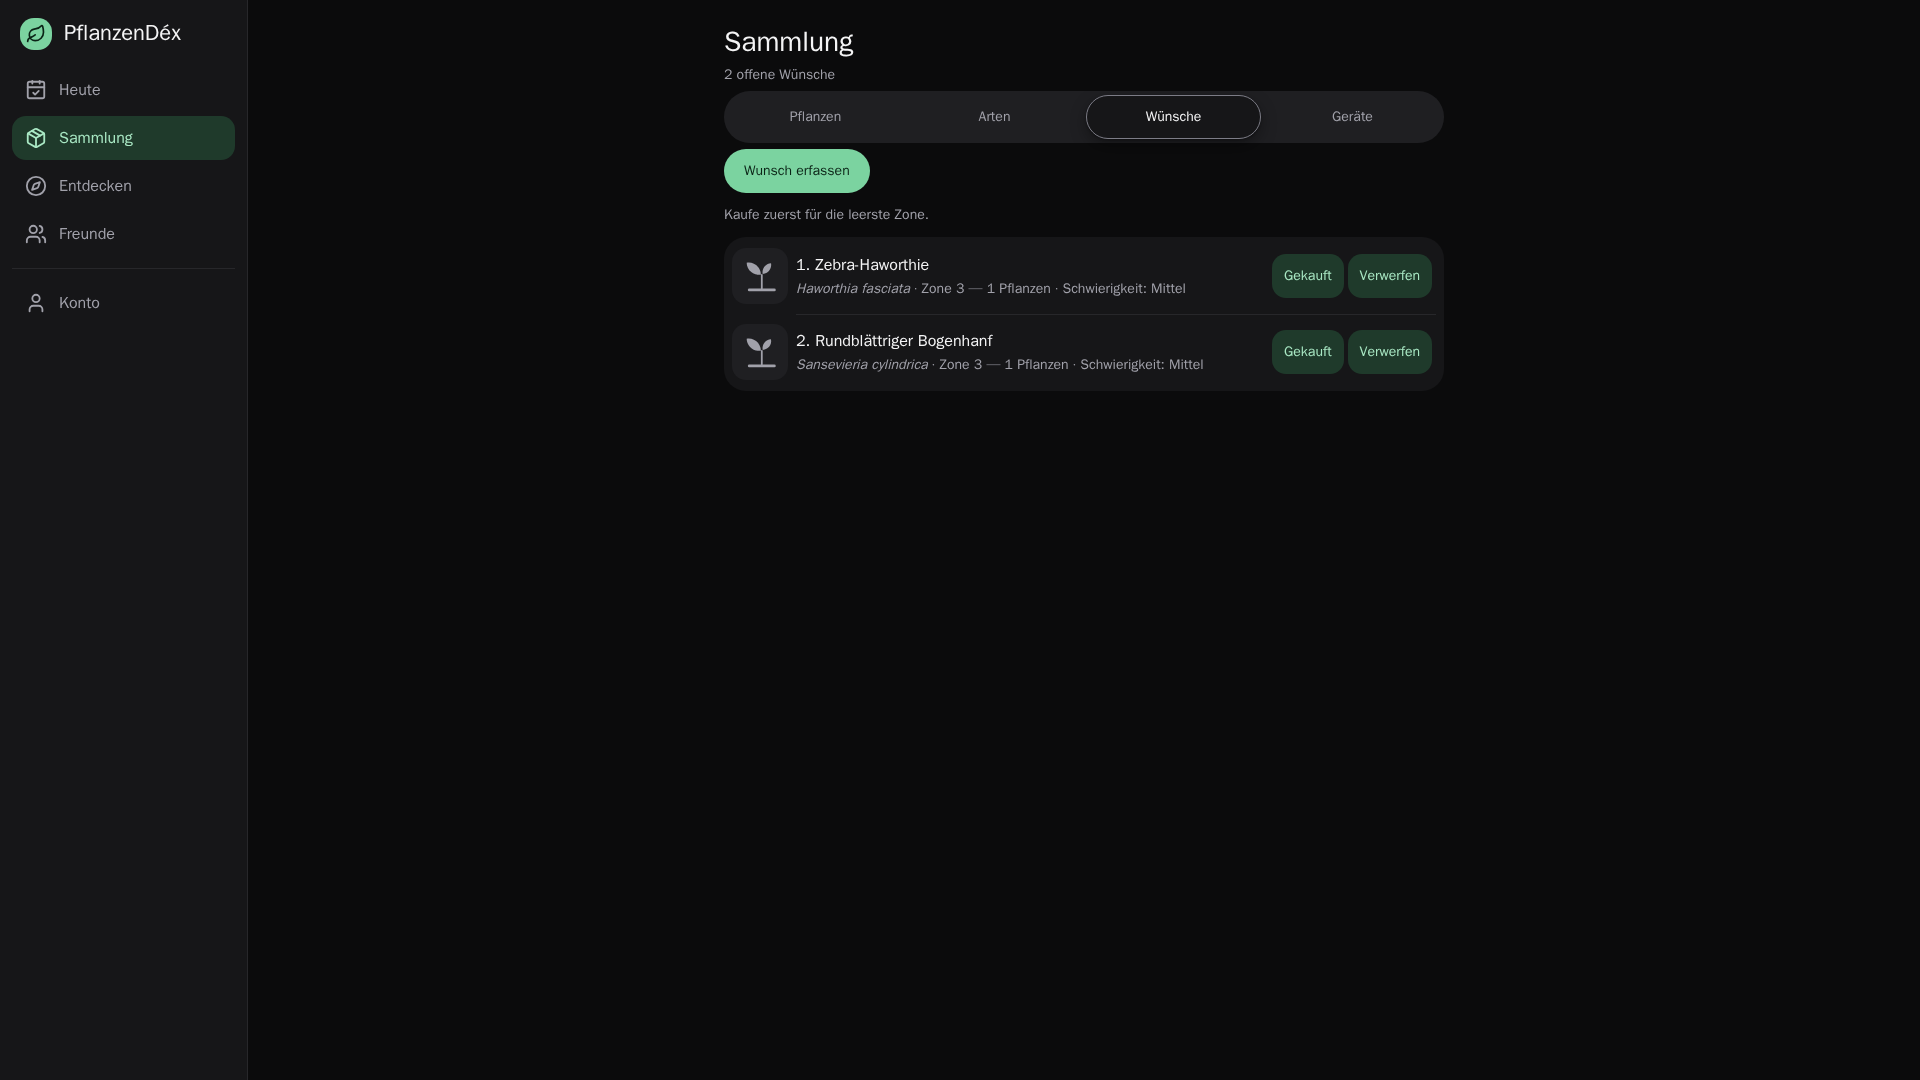 PflanzenDéx
Heute
Sammlung
Entdecken
Freunde
Konto
Sammlung
2 offene Wünsche
Pflanzen
Arten
Wünsche
Geräte
Wunsch erfassen
Kaufe zuerst für die leerste Zone.
1. Zebra-Haworthie
Haworthia fasciata · Zone 3 — 1 Pflanzen · Schwierigkeit: Mittel
Gekauft
Verwerfen
2. Rundblättriger Bogenhanf
Sansevieria cylindrica · Zone 3 — 1 Pflanzen · Schwierigkeit: Mittel
Gekauft
Verwerfen